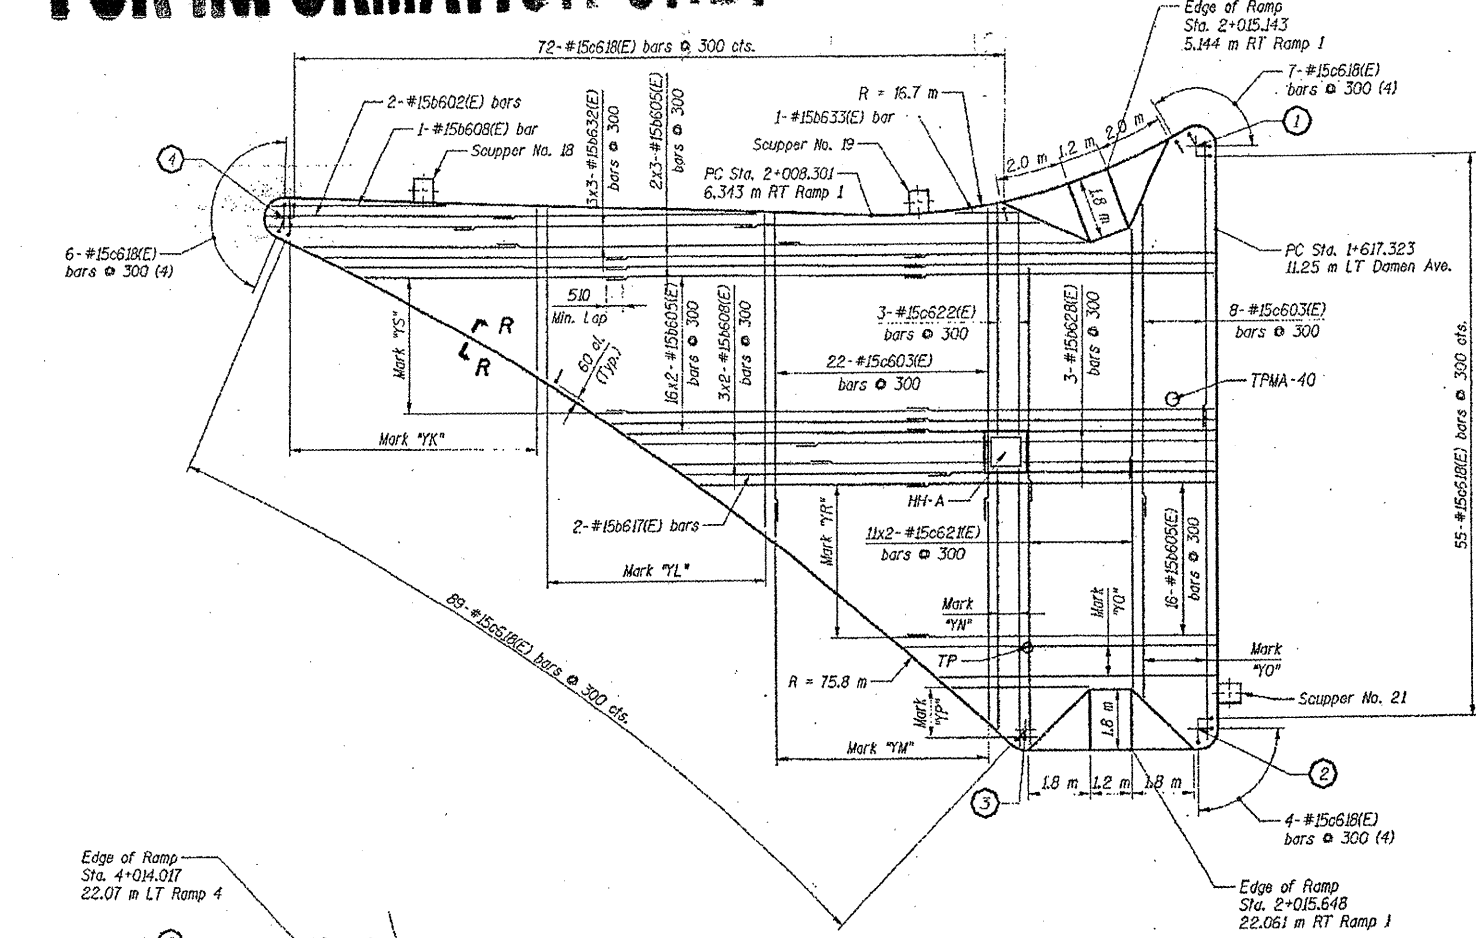 FOR INFORMATION ONLY
Edge of Ramp
Sta. 2+015.143
5.144 m RT Ramp 1
72-#15c618(E) bars @ 300 cts.
7-#15c618(E)
bars @ 300 (4)
2-#15b602(E) bars
1-#15b608(E) bar
Scupper No. 18
3x3-#15b632(E)
bars @ 300
2x3-#15b605(E)
bars @ 300
R = 16.7 m
1-#15b633(E) bar
Scupper No. 19
PC Sta. 2+008.301
6.343 m RT Ramp 1
2.0 m
1.2 m
2.0 m
1.8 m
1
4
6-#15c618(E)
bars @ 300 (4)
PC Sta. 1+617.323
11.25 m LT Damen Ave.
510
Min. Lap
R
R
60 cl.
(Typ.)
Mark "YS"
16x2-#15b605(E)
bars @ 300
3x2-#15b608(E)
bars @ 300
3-#15c622(E)
bars @ 300
22-#15c603(E)
bars @ 300
3-#15b628(E)
bars @ 300
8-#15c603(E)
bars @ 300
TPMA-40
55-#15c618(E) bars @ 300 cts.
Mark "YK"
HH-A
2-#15b617(E) bars
Mark "YR"
11x2-#15c621(E)
bars @ 300
16-#15b605(E)
bars @ 300
Mark "YL"
89-#15c618(E) bars @ 300 cts.
Mark
"YN"
Mark
"YQ"
TP
Mark
"YO"
R = 75.8 m
Mark
"YP"
1.8 m
Scupper No. 21
Mark "YM"
1.8 m
1.2 m
1.8 m
2
3
4-#15c618(E)
bars @ 300 (4)
Edge of Ramp
Sta. 4+014.017
22.07 m LT Ramp 4
Edge of Ramp
Sta. 2+015.648
22.061 m RT Ramp 1